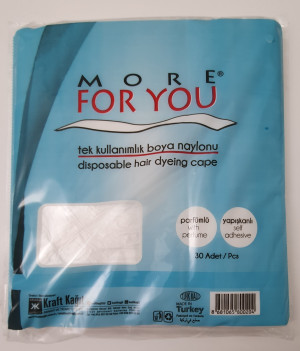 MORE®
FOR YOU
tek kullanımlık boya naylonu
disposable hair dyeing cape
parfümlü
with
perfume
yapışkanlı
self
adhesive
30 Adet / Pcs
Kraft Kağıt
MADE IN
Turkey